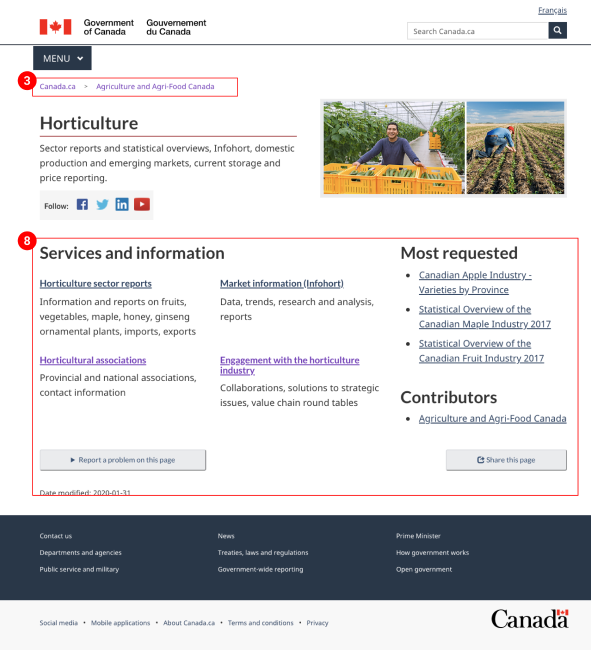 Français
Government
of Canada
Gouvernement
du Canada
Search Canada.ca
MENU
3
Canada.ca > Agriculture and Agri-Food Canada
Horticulture
Sector reports and statistical overviews, Infohort, domestic
production and emerging markets, current storage and
price reporting.
Follow:
8
Services and information
Horticulture sector reports
Information and reports on fruits,
vegetables, maple, honey, ginseng
ornamental plants, imports, exports
Market information (Infohort)
Data, trends, research and analysis,
reports
Horticultural associations
Provincial and national associations,
contact information
Engagement with the horticulture
industry
Collaborations, solutions to strategic
issues, value chain round tables
Most requested
• Canadian Apple Industry -
Varieties by Province
• Statistical Overview of the
Canadian Maple Industry 2017
• Statistical Overview of the
Canadian Fruit Industry 2017
Contributors
• Agriculture and Agri-Food Canada
Report a problem on this page
Share this page
Date modified: 2020-01-31
Contact us
News
Prime Minister
Departments and agencies
Treaties, laws and regulations
How government works
Public service and military
Government-wide reporting
Open government
Social media • Mobile applications • About Canada.ca • Terms and conditions • Privacy
Canada